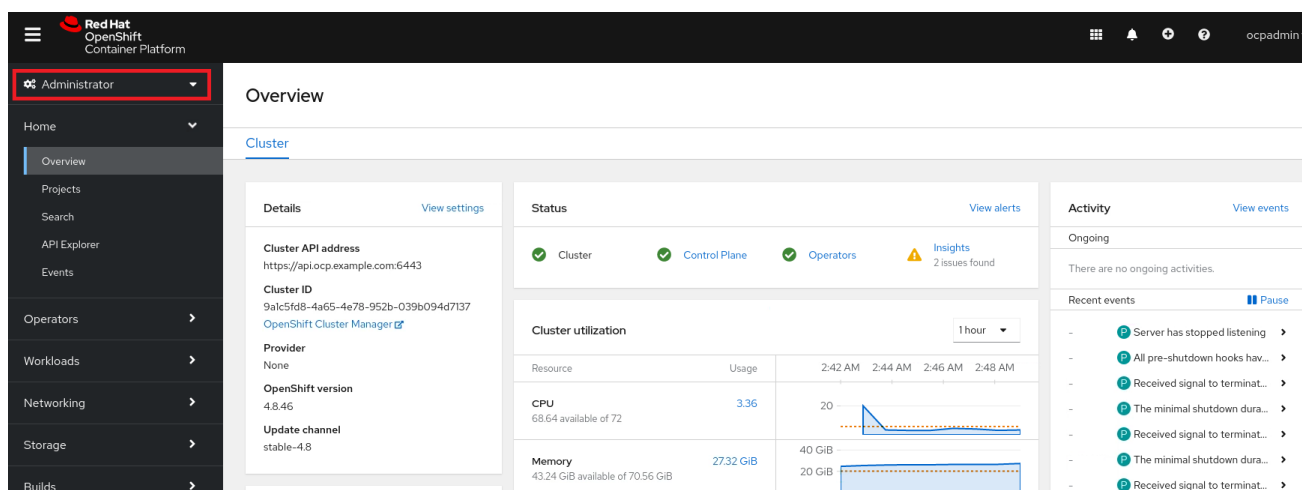 Red Hat
OpenShift
Container Platform
ocpadmin
Administrator
Home
Overview
Projects
Search
API Explorer
Events
Operators
Workloads
Networking
Storage
Builds
Overview
Cluster
Details
View settings
Cluster API address
https://api.ocp.example.com:6443
Cluster ID
9a1c5fd8-4a65-4e78-952b-039b094d7137
OpenShift Cluster Manager
Provider
None
OpenShift version
4.8.46
Update channel
stable-4.8
Status
View alerts
Cluster
Control Plane
Operators
Insights
2 issues found
Cluster utilization
1 hour
Resource
Usage
2:42 AM 2:44 AM 2:46 AM 2:48 AM
CPU
3.36
68.64 available of 72
20
Memory
27.32 GiB
43.24 GiB available of 70.56 GiB
40 GiB
20 GiB
Activity
View events
Ongoing
There are no ongoing activities.
Recent events
Pause
- P Server has stopped listening
- P All pre-shutdown hooks hav...
- P Received signal to terminat...
- P The minimal shutdown dura...
- P Received signal to terminat...
- P The minimal shutdown dura...
- P Received signal to terminat...